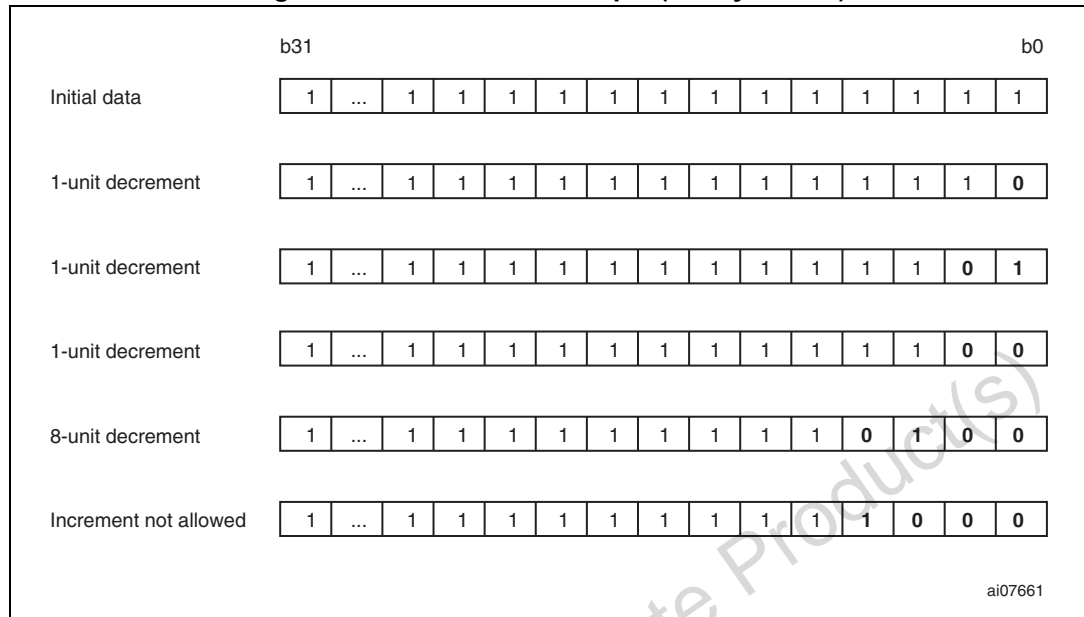 b31 b0
Initial data 1 ... 1 1 1 1 1 1 1 1 1 1 1 1 1
1-unit decrement 1 ... 1 1 1 1 1 1 1 1 1 1 1 1 0
1-unit decrement 1 ... 1 1 1 1 1 1 1 1 1 1 1 0 1
1-unit decrement 1 ... 1 1 1 1 1 1 1 1 1 1 1 0 0
8-unit decrement 1 ... 1 1 1 1 1 1 1 1 1 0 1 0 0
Increment not allowed 1 ... 1 1 1 1 1 1 1 1 1 1 0 0 0
Product(s)
ai07661